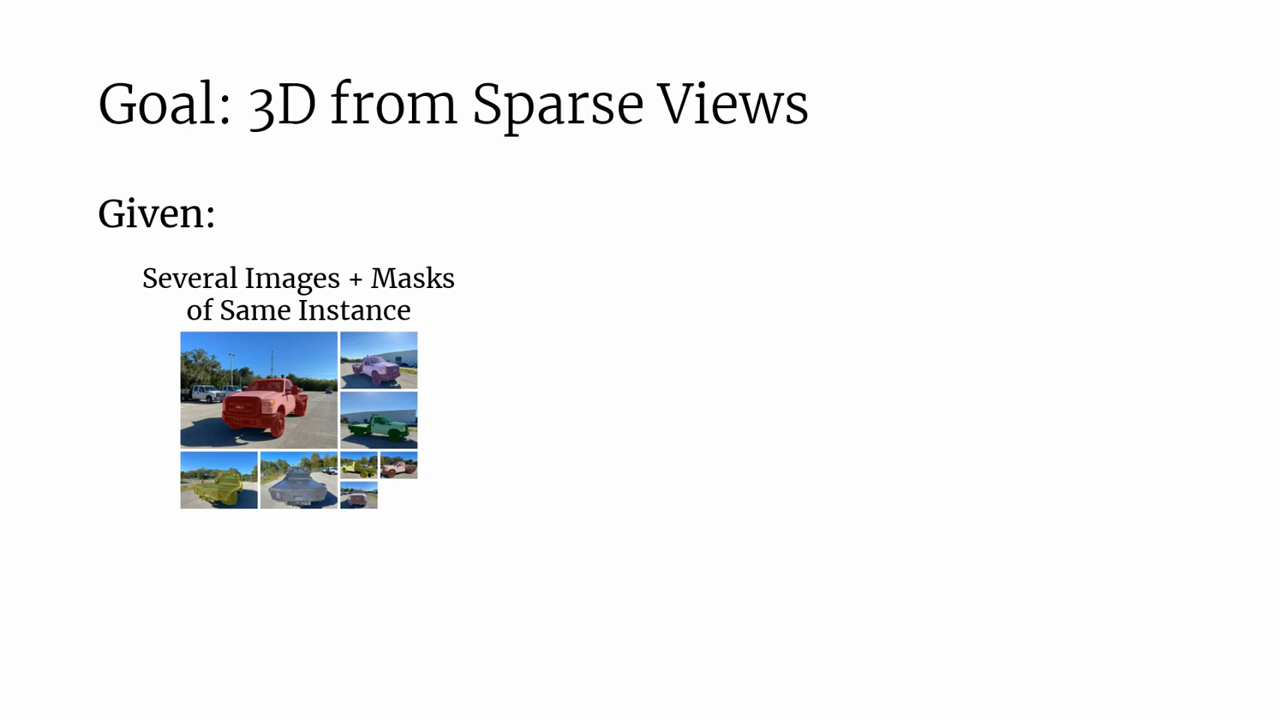 Goal: 3D from Sparse Views
Given:
Several Images + Masks
of Same Instance